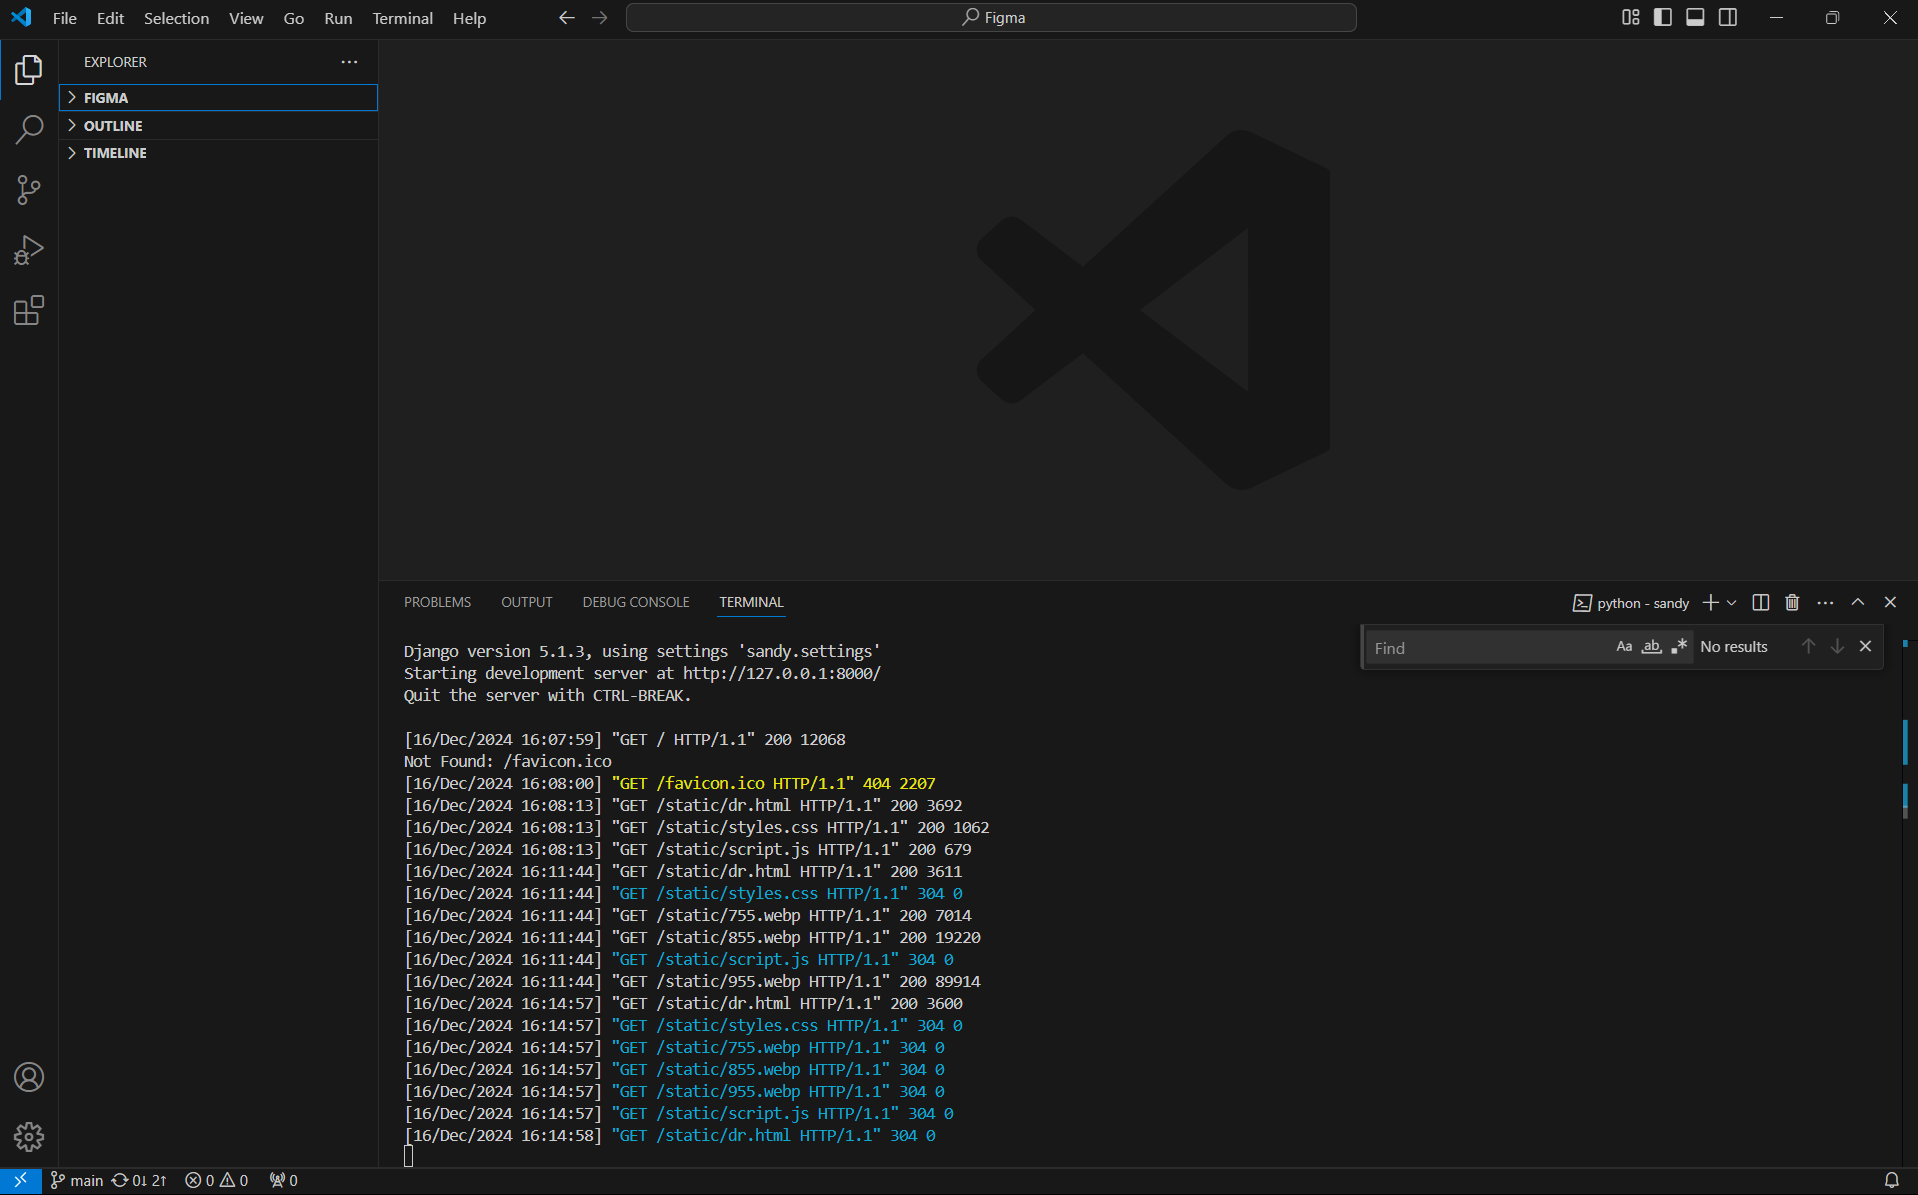 File Edit Selection View Go Run Terminal Help
Figma
EXPLORER
FIGMA
OUTLINE
TIMELINE
PROBLEMS OUTPUT DEBUG CONSOLE TERMINAL
python - sandy
Find Aa ab No results
Django version 5.1.3, using settings 'sandy.settings'
Starting development server at http://127.0.0.1:8000/
Quit the server with CTRL-BREAK.
[16/Dec/2024 16:07:59] "GET / HTTP/1.1" 200 12068
Not Found: /favicon.ico
[16/Dec/2024 16:08:00] "GET /favicon.ico HTTP/1.1" 404 2207
[16/Dec/2024 16:08:13] "GET /static/dr.html HTTP/1.1" 200 3692
[16/Dec/2024 16:08:13] "GET /static/styles.css HTTP/1.1" 200 1062
[16/Dec/2024 16:08:13] "GET /static/script.js HTTP/1.1" 200 679
[16/Dec/2024 16:11:44] "GET /static/dr.html HTTP/1.1" 200 3611
[16/Dec/2024 16:11:44] "GET /static/styles.css HTTP/1.1" 304 0
[16/Dec/2024 16:11:44] "GET /static/755.webp HTTP/1.1" 200 7014
[16/Dec/2024 16:11:44] "GET /static/855.webp HTTP/1.1" 200 19220
[16/Dec/2024 16:11:44] "GET /static/script.js HTTP/1.1" 304 0
[16/Dec/2024 16:11:44] "GET /static/955.webp HTTP/1.1" 200 89914
[16/Dec/2024 16:14:57] "GET /static/dr.html HTTP/1.1" 200 3600
[16/Dec/2024 16:14:57] "GET /static/styles.css HTTP/1.1" 304 0
[16/Dec/2024 16:14:57] "GET /static/755.webp HTTP/1.1" 304 0
[16/Dec/2024 16:14:57] "GET /static/855.webp HTTP/1.1" 304 0
[16/Dec/2024 16:14:57] "GET /static/955.webp HTTP/1.1" 304 0
[16/Dec/2024 16:14:57] "GET /static/script.js HTTP/1.1" 304 0
[16/Dec/2024 16:14:58] "GET /static/dr.html HTTP/1.1" 304 0
main 0↓ 2↑ 0 0 0